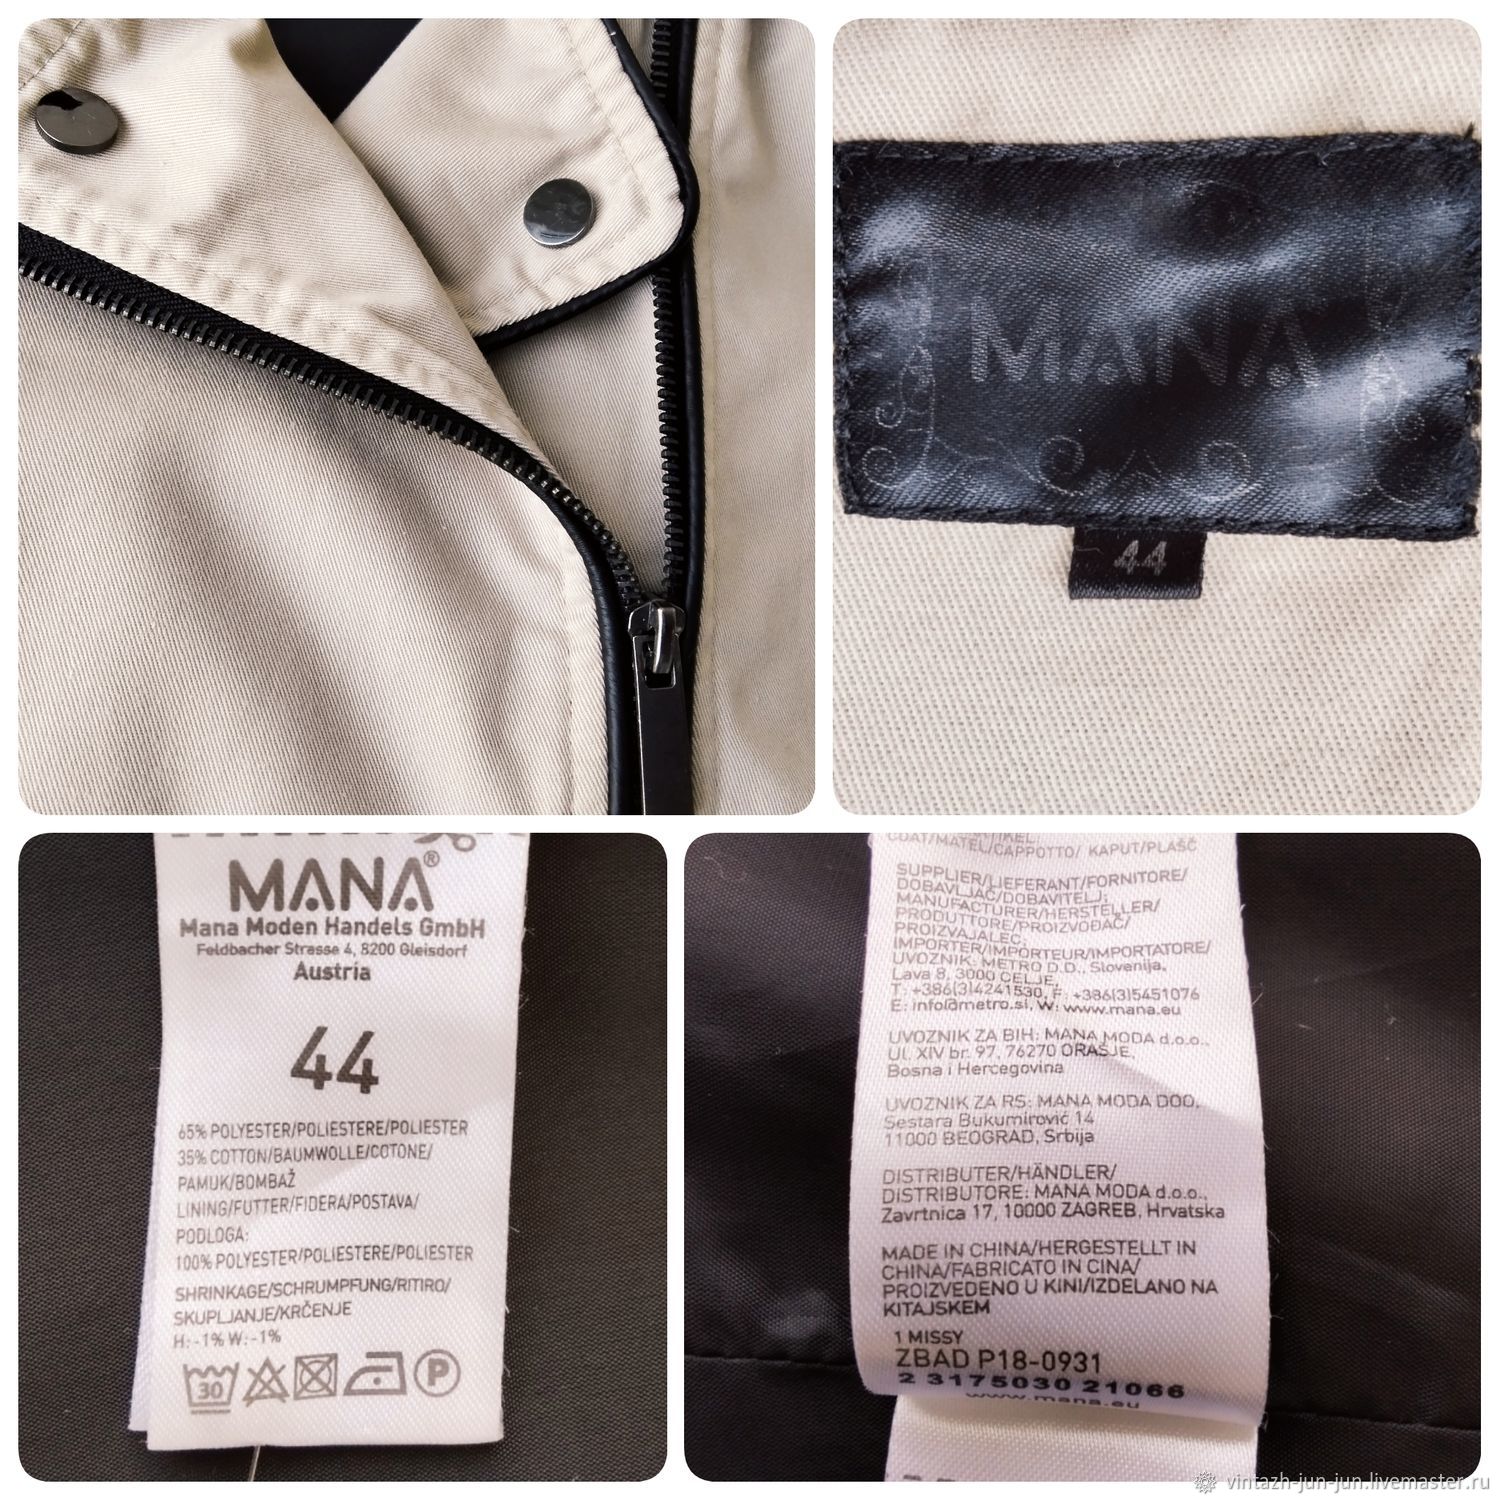 MANA
44
MANA®
Mana Moden Handels GmbH
Feldbacher Strasse 4, 8200 Gleisdorf
Austria
44
65% POLYESTER/POLIESTERE/POLIESTER
35% COTTON/BAUMWOLLE/COTONE/
PAMUK/BOMBAŽ
LINING/FUTTER/FIDERA/POSTAVA/
PODLOGA:
100% POLYESTER/POLIESTERE/POLIESTER
SHRINKAGE/SCHRUMPFUNG/RITIRO/
SKUPLJANJE/KRČENJE
H: -1% W: -1%
30
P
COAT/MATEL/CAPPOTTO/ KAPUT/PLAŠČ
SUPPLIER/LIEFERANT/FORNITORE/
DOBAVLJAČ/DOBAVITELJ;
MANUFACTURER/HERSTELLER/
PRODUTTORE/PROIZVOĐAČ/
PROIZVAJALEC;
IMPORTER/IMPORTEUR/IMPORTATORE/
UVOZNIK: METRO D.D., Slovenija,
Lava 8, 3000 CELJE,
T: +386(3)4241530, F: +386(3)5451076
E: info@metro.si, W: www.mana.eu
UVOZNIK ZA BIH: MANA MODA d.o.o.,
Ul. XIV br. 97, 76270 ORAŠJE,
Bosna i Hercegovina
UVOZNIK ZA RS: MANA MODA DOO,
Sestara Bukumirović 14
11000 BEOGRAD, Srbija
DISTRIBUTER/HÄNDLER/
DISTRIBUTORE: MANA MODA d.o.o.,
Zavrtnica 17, 10000 ZAGREB, Hrvatska
MADE IN CHINA/HERGESTELLT IN
CHINA/FABRICATO IN CINA/
PROIZVEDENO U KINI/IZDELANO NA
KITAJSKEM
1 MISSY
ZBAD P18-0931
2 3175030 21066
www.mana.eu
vintazh-jun-jun.livemaster.ru